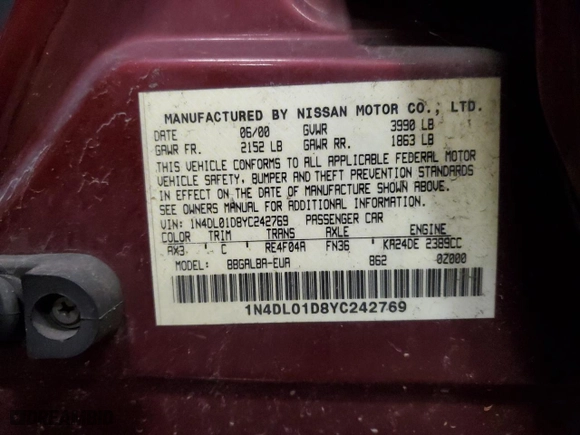 MANUFACTURED BY NISSAN MOTOR CO., LTD.
DATE 06/00 GVWR 3990 LB
GAWR FR. 2152 LB GAWR RR. 1863 LB
THIS VEHICLE CONFORMS TO ALL APPLICABLE FEDERAL MOTOR
VEHICLE SAFETY, BUMPER AND THEFT PREVENTION STANDARDS
IN EFFECT ON THE DATE OF MANUFACTURE SHOWN ABOVE.
SEE OWNERS MANUAL FOR ADDITIONAL INFORMATION.
VIN: 1N4DL01D8YC242769 PASSENGER CAR
COLOR TRIM TRANS AXLE ENGINE
AX3 C RE4F04A FN36 KA24DE 2389CC
MODEL: BBGALBA-EUA B62 0Z000
1N4DL01D8YC242769